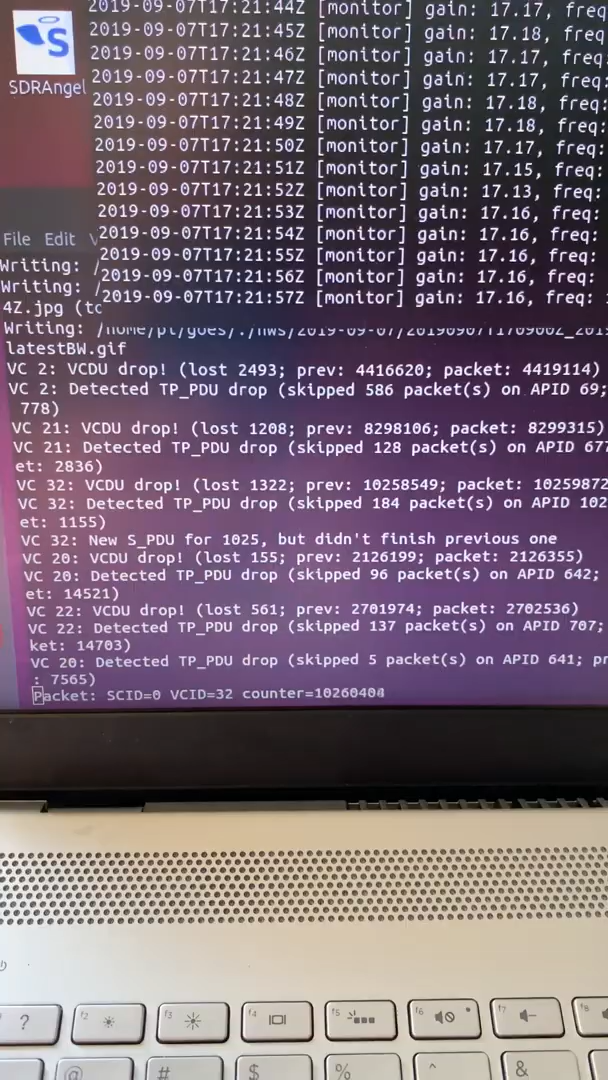 2019-09-07T17:21:44Z [monitor] gain: 17.17, freq:
2019-09-07T17:21:45Z [monitor] gain: 17.18, freq:
2019-09-07T17:21:46Z [monitor] gain: 17.17, freq:
2019-09-07T17:21:47Z [monitor] gain: 17.17, freq:
2019-09-07T17:21:48Z [monitor] gain: 17.18, freq:
2019-09-07T17:21:49Z [monitor] gain: 17.18, freq:
2019-09-07T17:21:50Z [monitor] gain: 17.17, freq:
2019-09-07T17:21:51Z [monitor] gain: 17.15, freq:
2019-09-07T17:21:52Z [monitor] gain: 17.13, freq:
2019-09-07T17:21:53Z [monitor] gain: 17.16, freq:
2019-09-07T17:21:54Z [monitor] gain: 17.16, freq:
2019-09-07T17:21:55Z [monitor] gain: 17.16, freq:
2019-09-07T17:21:56Z [monitor] gain: 17.16, freq:
2019-09-07T17:21:57Z [monitor] gain: 17.16, freq:
S
SDRAngel
File Edit V
Writing: /
Writing: /
4Z.jpg (to
Writing:
latestBW.gif
VC 2: VCDU drop! (lost 2493; prev: 4416620; packet: 4419114)
VC 2: Detected TP_PDU drop (skipped 586 packet(s) on APID 69;
778)
VC 21: VCDU drop! (lost 1208; prev: 8298106; packet: 8299315)
VC 21: Detected TP_PDU drop (skipped 128 packet(s) on APID 677
et: 2836)
VC 32: VCDU drop! (lost 1322; prev: 10258549; packet: 10259872
VC 32: Detected TP_PDU drop (skipped 184 packet(s) on APID 102
et: 1155)
VC 32: New S_PDU for 1025, but didn't finish previous one
VC 20: VCDU drop! (lost 155; prev: 2126199; packet: 2126355)
VC 20: Detected TP_PDU drop (skipped 96 packet(s) on APID 642;
et: 14521)
VC 22: VCDU drop! (lost 561; prev: 2701974; packet: 2702536)
VC 22: Detected TP_PDU drop (skipped 137 packet(s) on APID 707;
ket: 14703)
VC 20: Detected TP_PDU drop (skipped 5 packet(s) on APID 641; pr
: 7565)
Packet: SCID=0 VCID=32 counter=1026040
? f2 f3 f4 f5 f6 f7 f8
@ # $ % ^ &